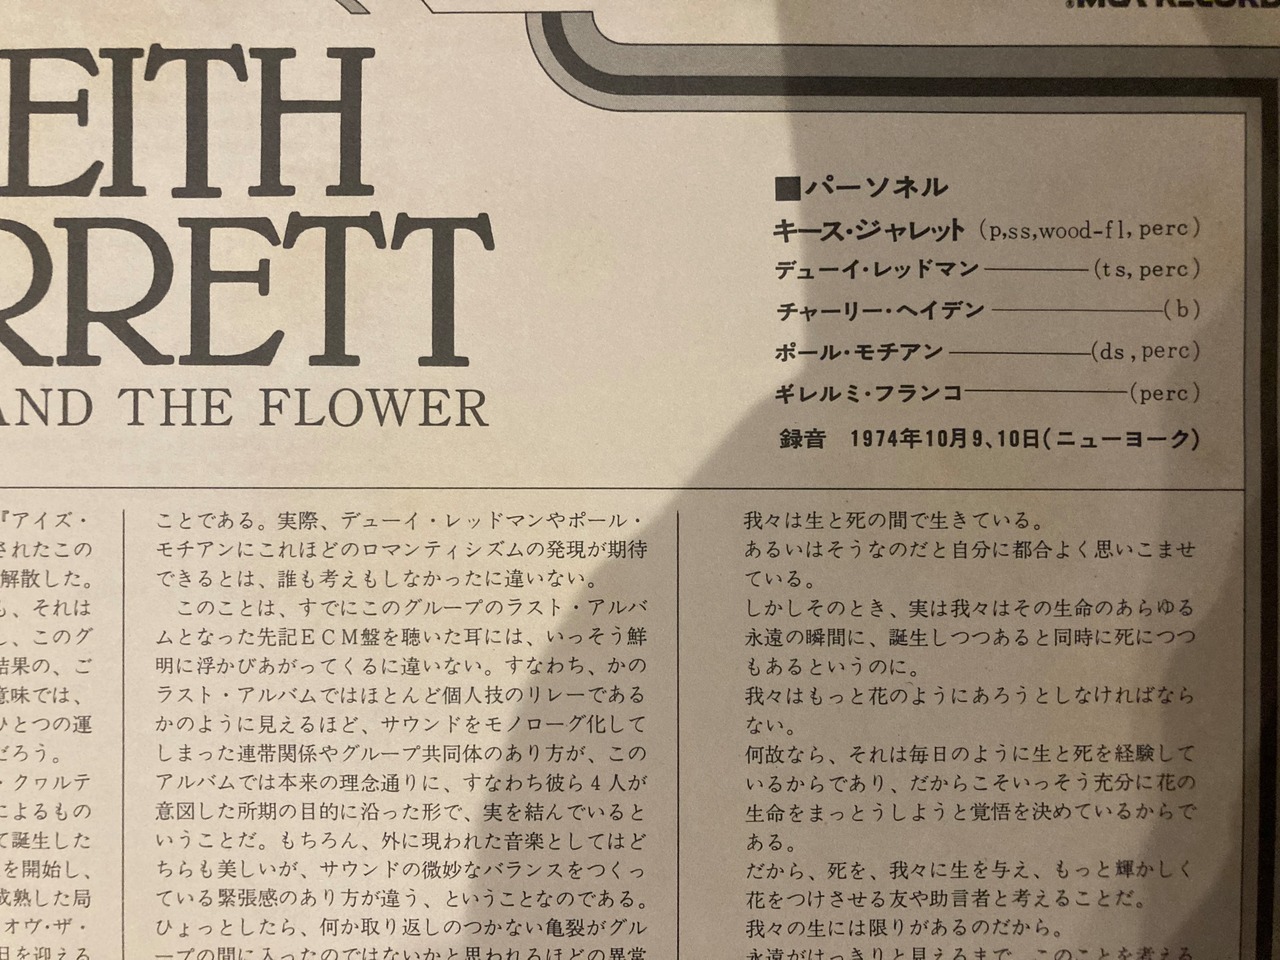 MCA RECORD
EITH
RRETT
AND THE FLOWER
■パーソネル
キース・ジャレット (p,ss,wood-fl, perc)
デューイ・レッドマン――(ts, perc)
チャーリー・ヘイデン――(b)
ポール・モチアン――(ds, perc)
ギレルミ・フランコ――(perc)
録音 1974年10月9、10日(ニューヨーク)
『アイズ・
されたこの
解散した。
も、それは
し、このグ
結果の、ご
意味では、
ひとつの運
だろう。
・クヮルテ
によるもの
て誕生した
を開始し、
成熟した局
オヴ・ザ・
日を迎える
ことである。実際、デューイ・レッドマンやポール・
モチアンにこれほどのロマンティシズムの発現が期待
できるとは、誰も考えもしなかったに違いない。
このことは、すでにこのグループのラスト・アルバ
ムとなった先記ECM盤を聴いた耳には、いっそう鮮
明に浮かびあがってくるに違いない。すなわち、かの
ラスト・アルバムではほとんど個人技のリレーである
かのように見えるほど、サウンドをモノローグ化して
しまった連帯関係やグループ共同体のあり方が、この
アルバムでは本来の理念通りに、すなわち彼ら4人が
意図した所期の目的に沿った形で、実を結んでいると
いうことだ。もちろん、外に現われた音楽としてはど
ちらも美しいが、サウンドの微妙なバランスをつくっ
ている緊張感のあり方が違う、ということなのである。
ひょっとしたら、何か取り返しのつかない亀裂がグル
ープの間に入ったのではないかと思われるほどの異常
我々は生と死の間で生きている。
あるいはそうなのだと自分に都合よく思いこませ
ている。
しかしそのとき、実は我々はその生命のあらゆる
永遠の瞬間に、誕生しつつあると同時に死につつ
もあるというのに。
我々はもっと花のようにあろうとしなければなら
ない。
何故なら、それは毎日のように生と死を経験して
いるからであり、だからこそいっそう充分に花の
生命をまっとうしようと覚悟を決めているからで
ある。
だから、死を、我々に生を与え、もっと輝かしく
花をつけさせる友や助言者と考えることだ。
我々の生には限りがあるのだから。
永遠がはっきりと見えるまで、このことを考える